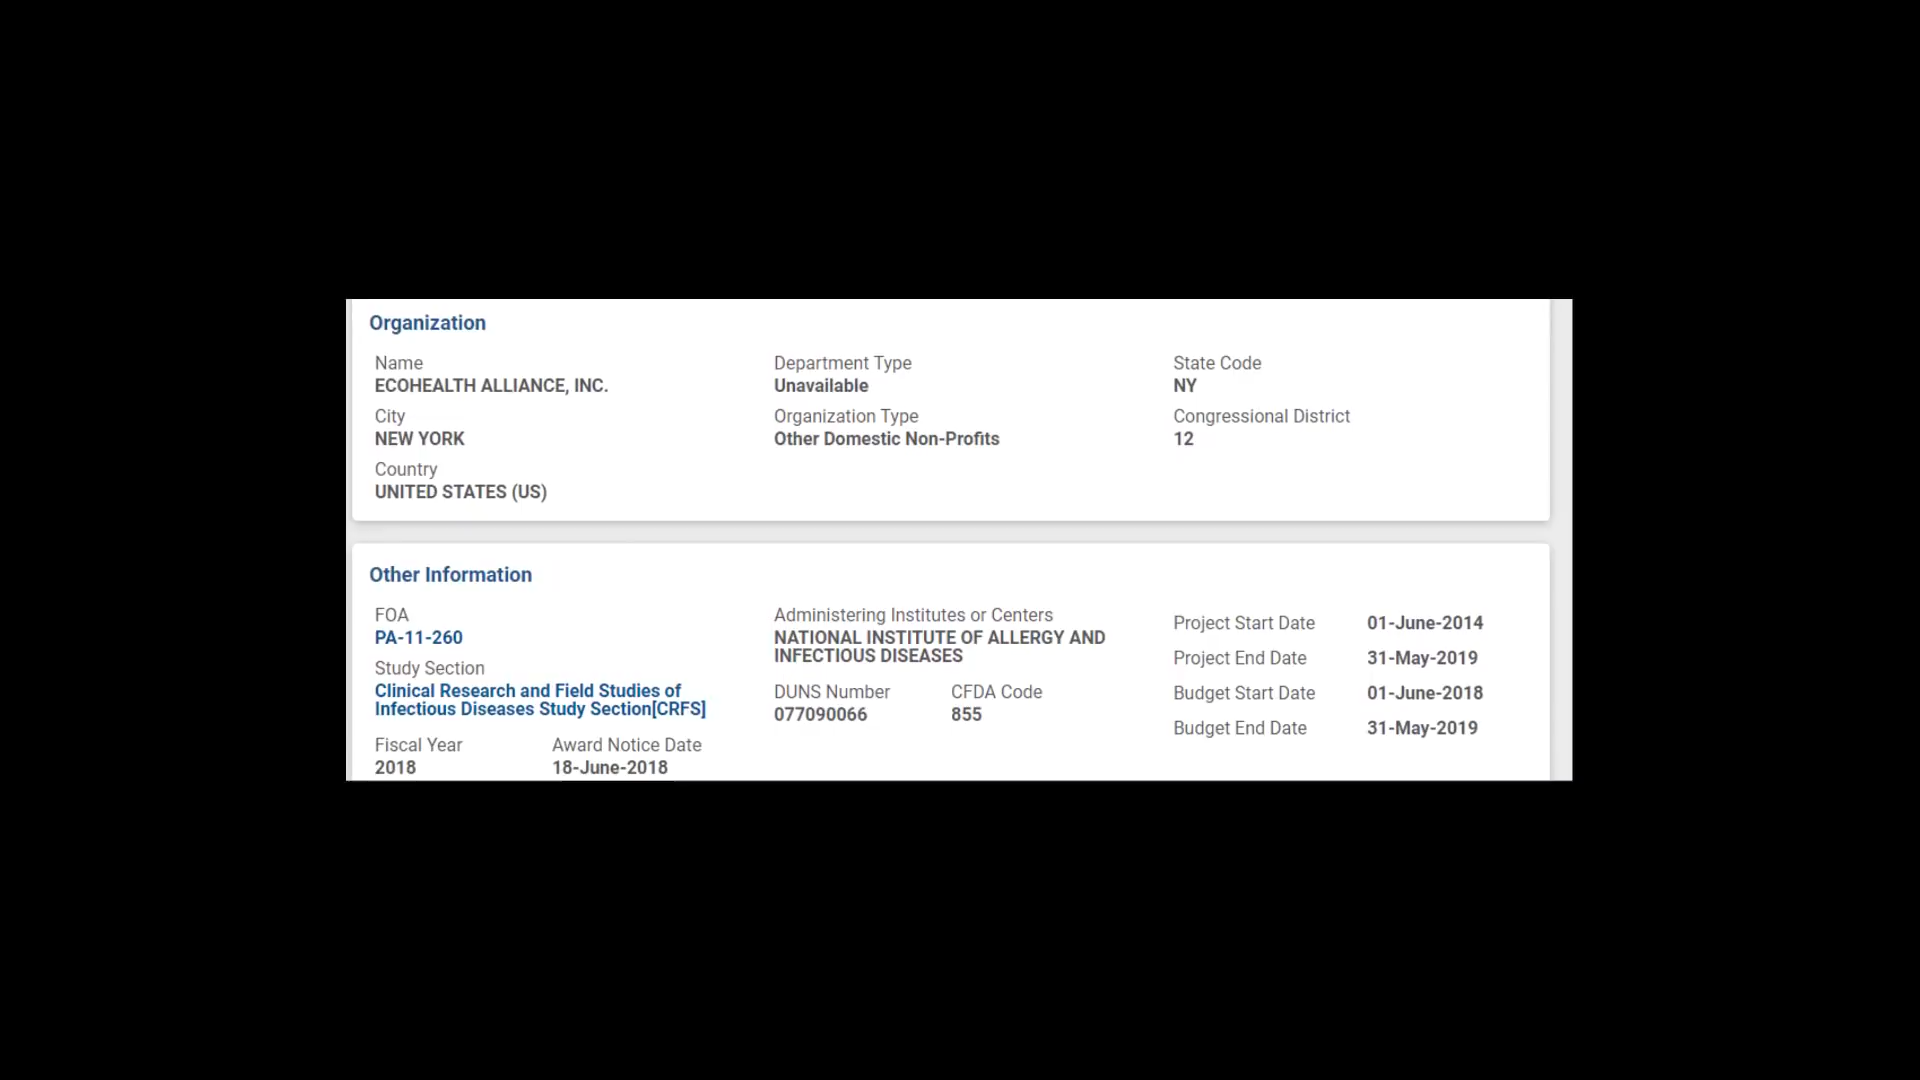 Organization
Name
ECOHEALTH ALLIANCE, INC.
City
NEW YORK
Country
UNITED STATES (US)
Department Type
Unavailable
Organization Type
Other Domestic Non-Profits
State Code
NY
Congressional District
12
Other Information
FOA
PA-11-260
Study Section
Clinical Research and Field Studies of
Infectious Diseases Study Section[CRFS]
Fiscal Year
2018
Award Notice Date
18-June-2018
Administering Institutes or Centers
NATIONAL INSTITUTE OF ALLERGY AND
INFECTIOUS DISEASES
DUNS Number
077090066
CFDA Code
855
Project Start Date 01-June-2014
Project End Date 31-May-2019
Budget Start Date 01-June-2018
Budget End Date 31-May-2019